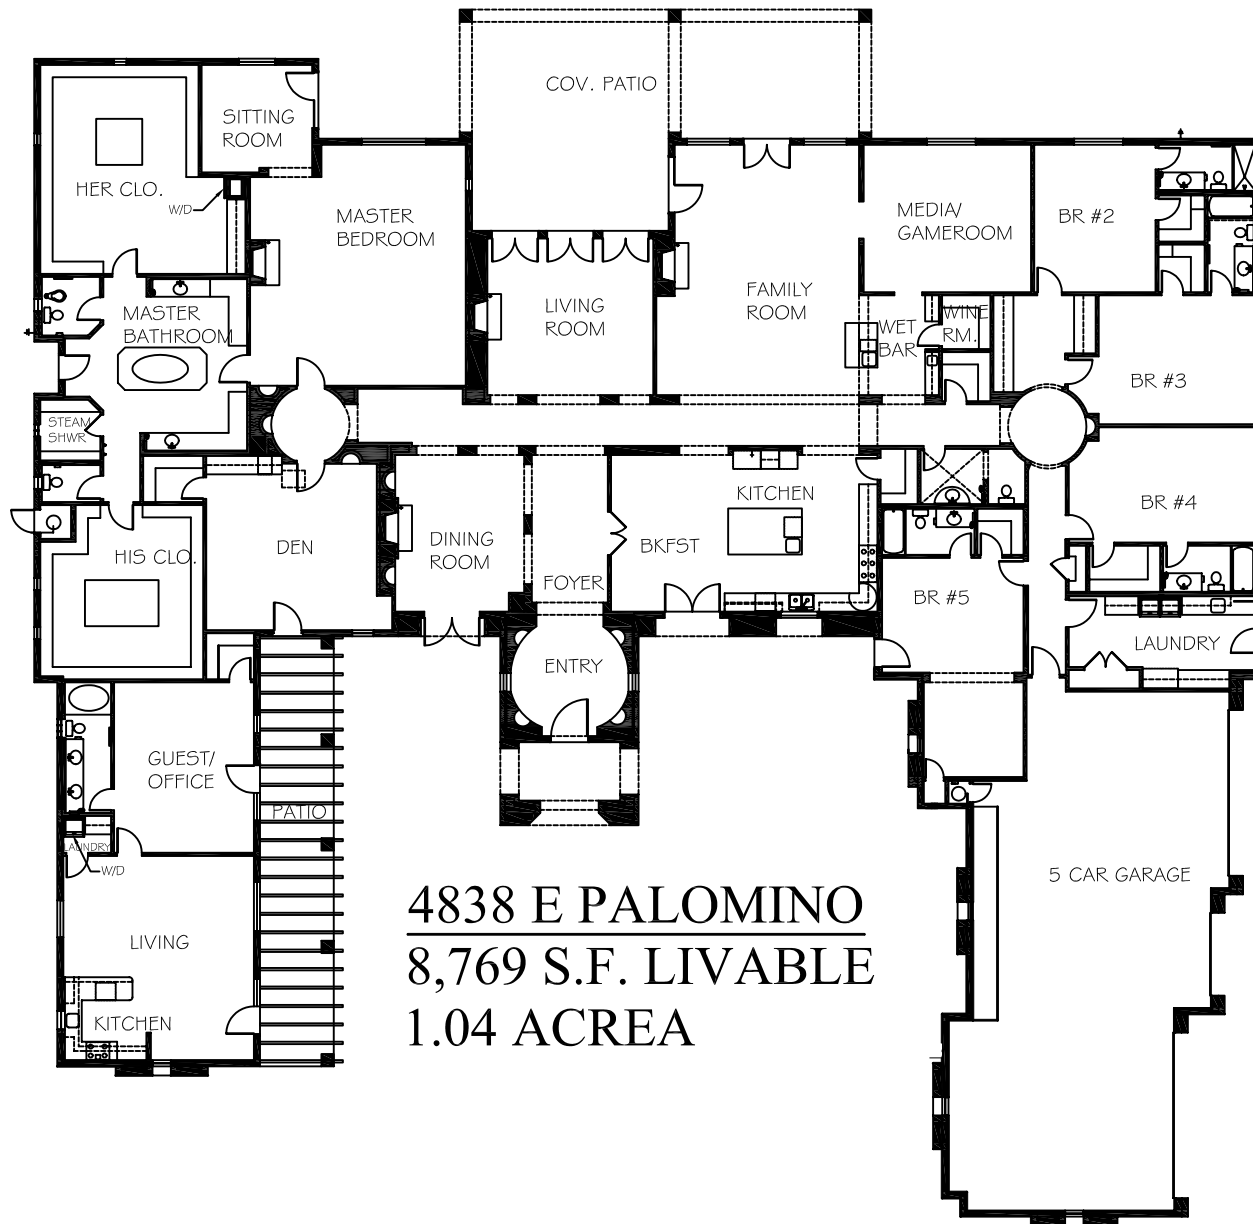 COV. PATIO
SITTING
ROOM
HER CLO.
W/D
MASTER
BEDROOM
MEDIA/
GAMEROOM
BR #2
FAMILY
ROOM
LIVING
ROOM
MASTER
BATHROOM
WET
BAR
WINE
RM.
BR #3
STEAM
SHWR
KITCHEN
BR #4
DEN
HIS CLO.
DINING
ROOM
BKFST
FOYER
BR #5
LAUNDRY
ENTRY
GUEST/
OFFICE
PATIO
LAUNDRY
W/D
5 CAR GARAGE
LIVING
KITCHEN
4838 E PALOMINO
8,769 S.F. LIVABLE
1.04 ACREA